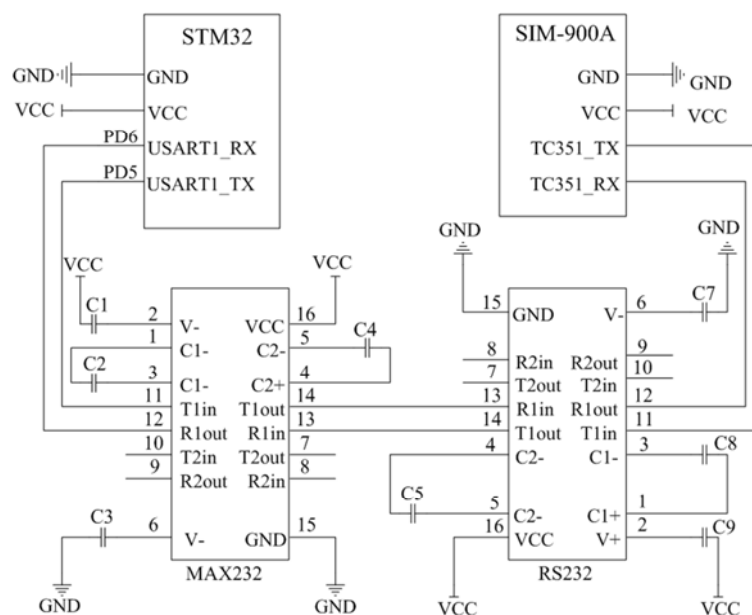 STM32
GND
GND
VCC
VCC
PD6
USART1_RX
PD5
USART1_TX
SIM-900A
GND
GND
VCC
VCC
TC351_TX
TC351_RX
VCC
VCC
C1
2
V-
VCC
16
1
C1-
C2-
5
C4
C2
3
C1-
C2+
4
11
T1in
T1out
14
12
R1out
R1in
13
10
T2in
T2out
7
9
R2out
R2in
8
C3
6
V-
GND
15
GND
MAX232
GND
GND
GND
15
GND
V-
6
C7
8
R2in
R2out
9
7
T2out
T2in
10
13
R1in
R1out
12
14
T1out
T1in
11
4
C2-
C1-
3
C8
C5
5
C2-
C1+
1
16
VCC
V+
2
C9
RS232
VCC
VCC